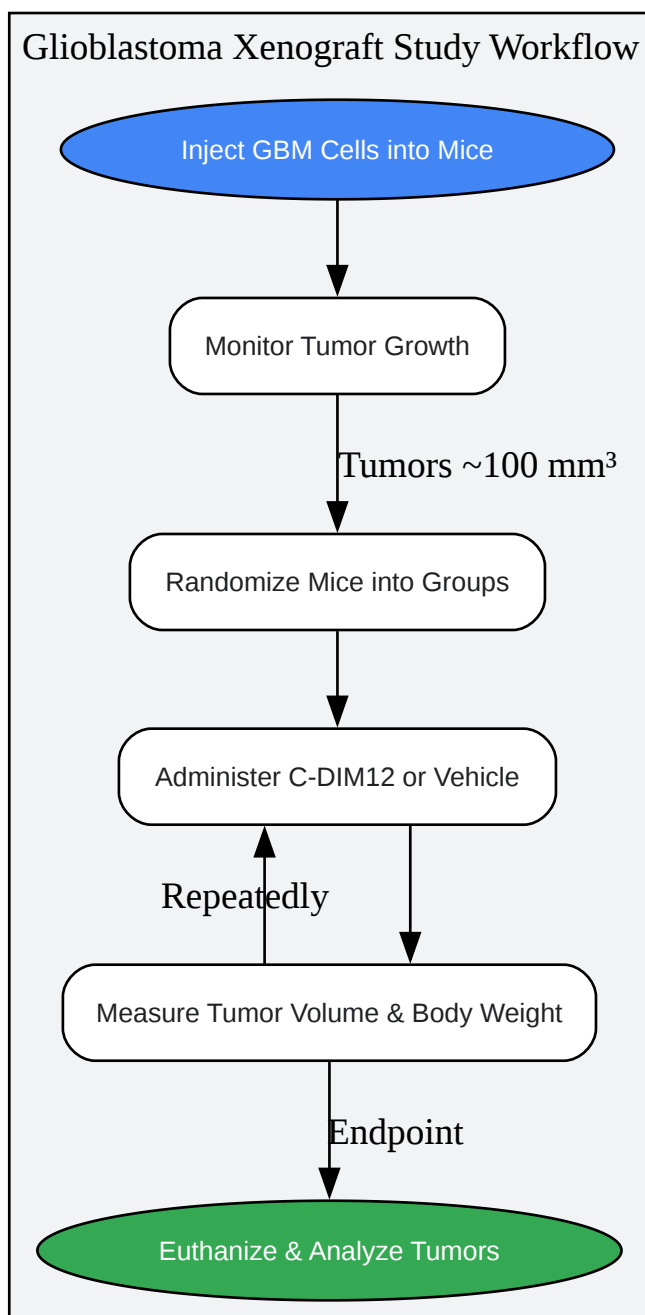 Glioblastoma Xenograft Study Workflow
Inject GBM Cells into Mice
Monitor Tumor Growth
Tumors ~100 mm³
Randomize Mice into Groups
Administer C-DIM12 or Vehicle
Repeatedly
Measure Tumor Volume & Body Weight
Endpoint
Euthanize & Analyze Tumors